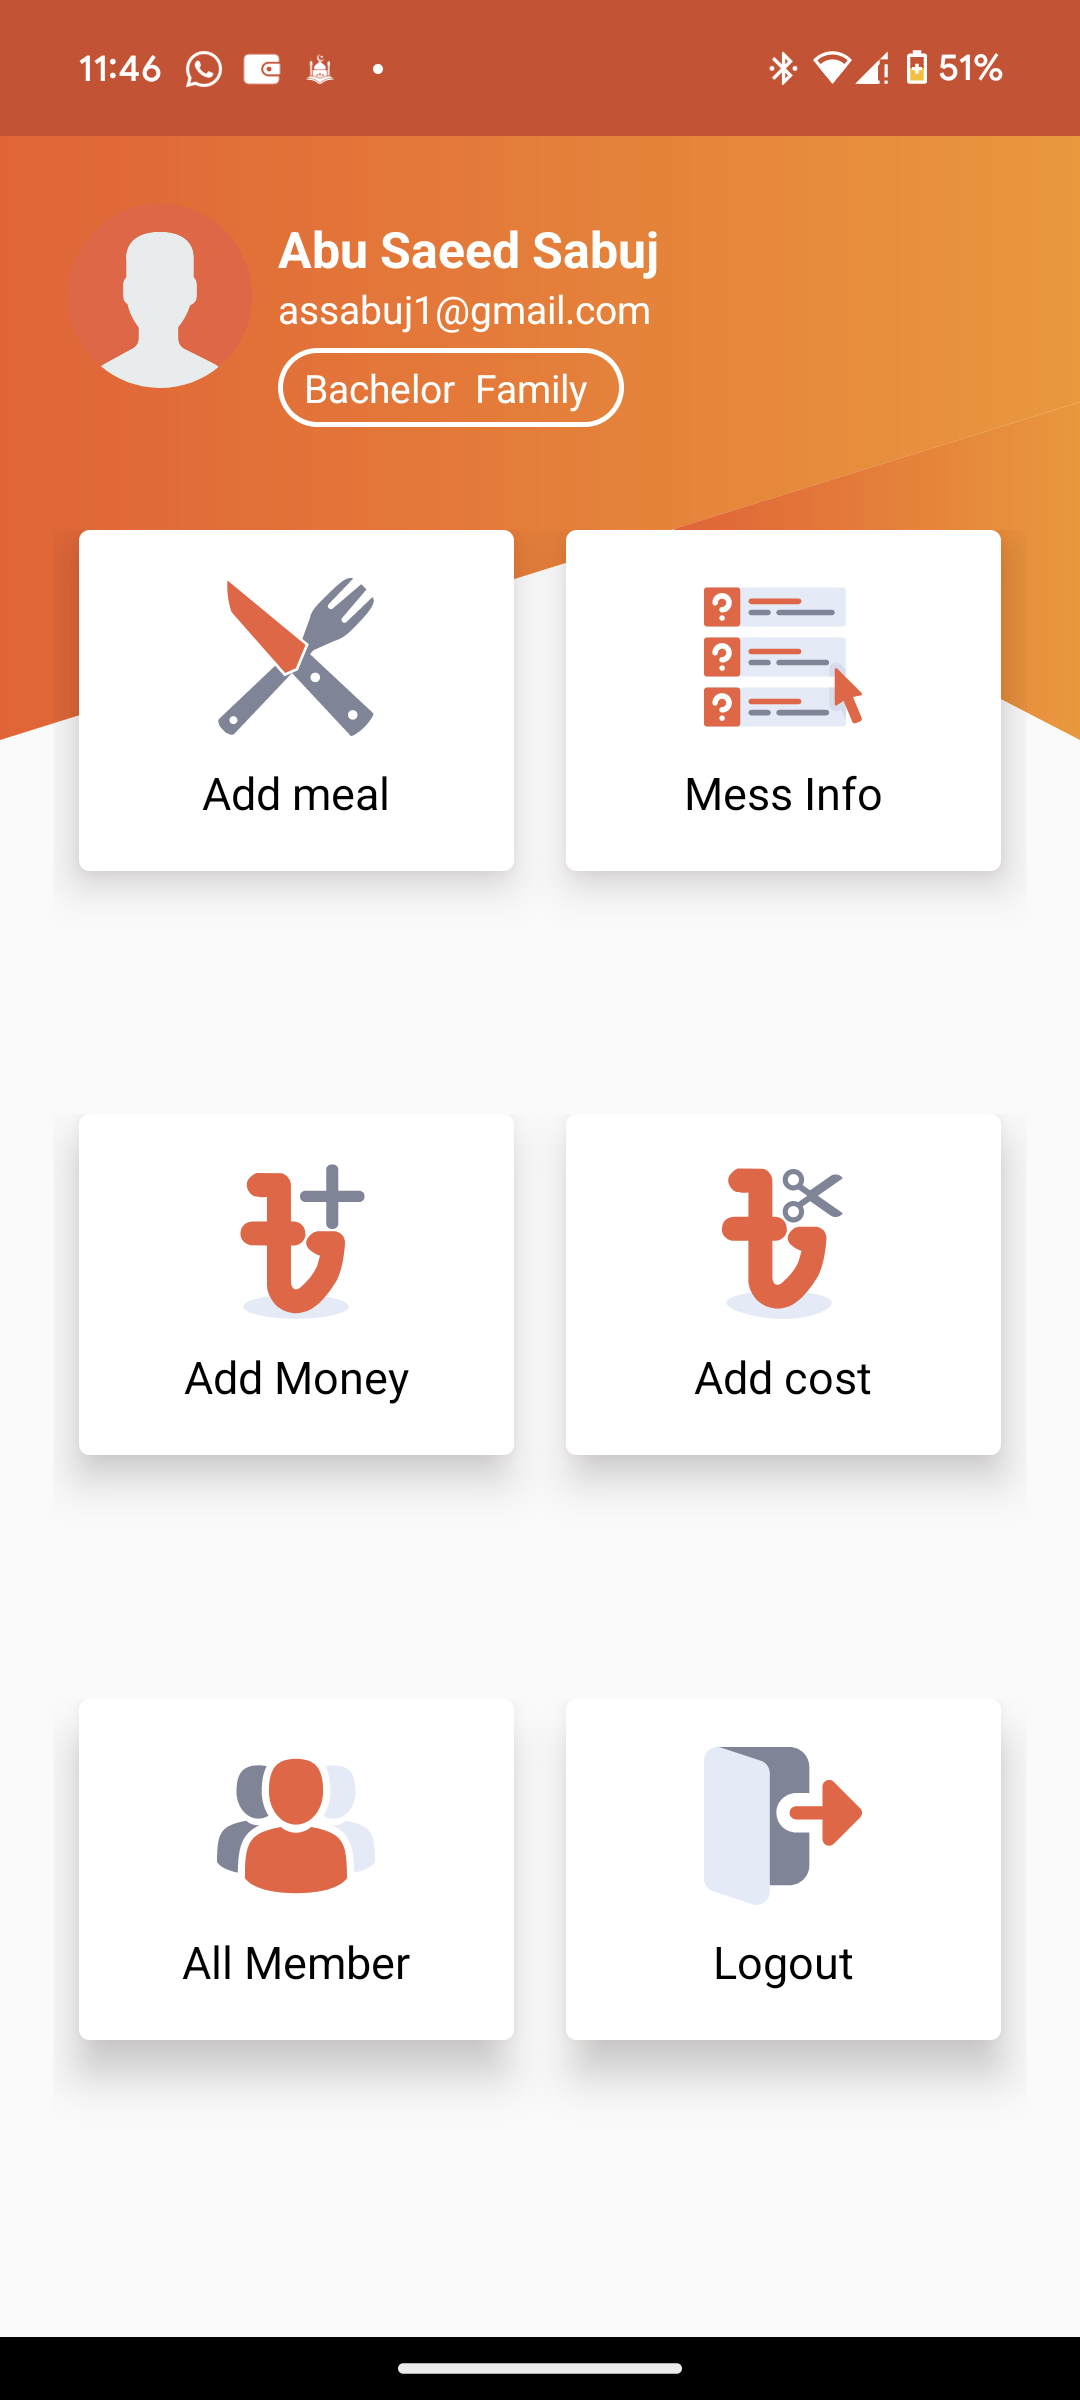 11:46 51%
Abu Saeed Sabuj
assabuj1@gmail.com
Bachelor Family
Add meal
Mess Info
Add Money
Add cost
All Member
Logout